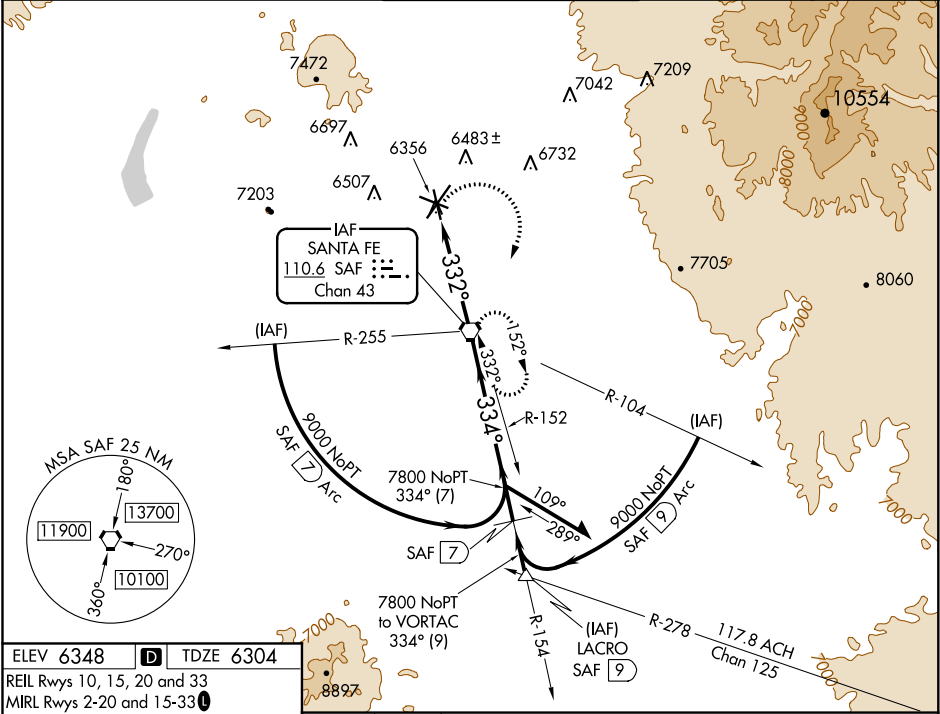 7472
7042
7209
10554
9000
8000
6697
6356
6483 ±
6732
7203
6507
IAF
SANTA FE
110.6 SAF
Chan 43
7705
8060
7000
332°
(IAF)
R-255
152°
332°
334°
R-152
R-104
(IAF)
9000 NoPT
SAF 7 Arc
9000 NoPT
SAF 9 Arc
7800 NoPT
334° (7)
109°
289°
SAF 7
7000
MSA SAF 25 NM
180°
11900
13700
270°
10100
360°
7800 NoPT
to VORTAC
334° (9)
R-154
(IAF)
LACRO
SAF 9
R-278
117.8 ACH
Chan 125
7000
7000
8897
ELEV 6348 D TDZE 6304
REIL Rwys 10, 15, 20 and 33
MIRL Rwys 2-20 and 15-33 L